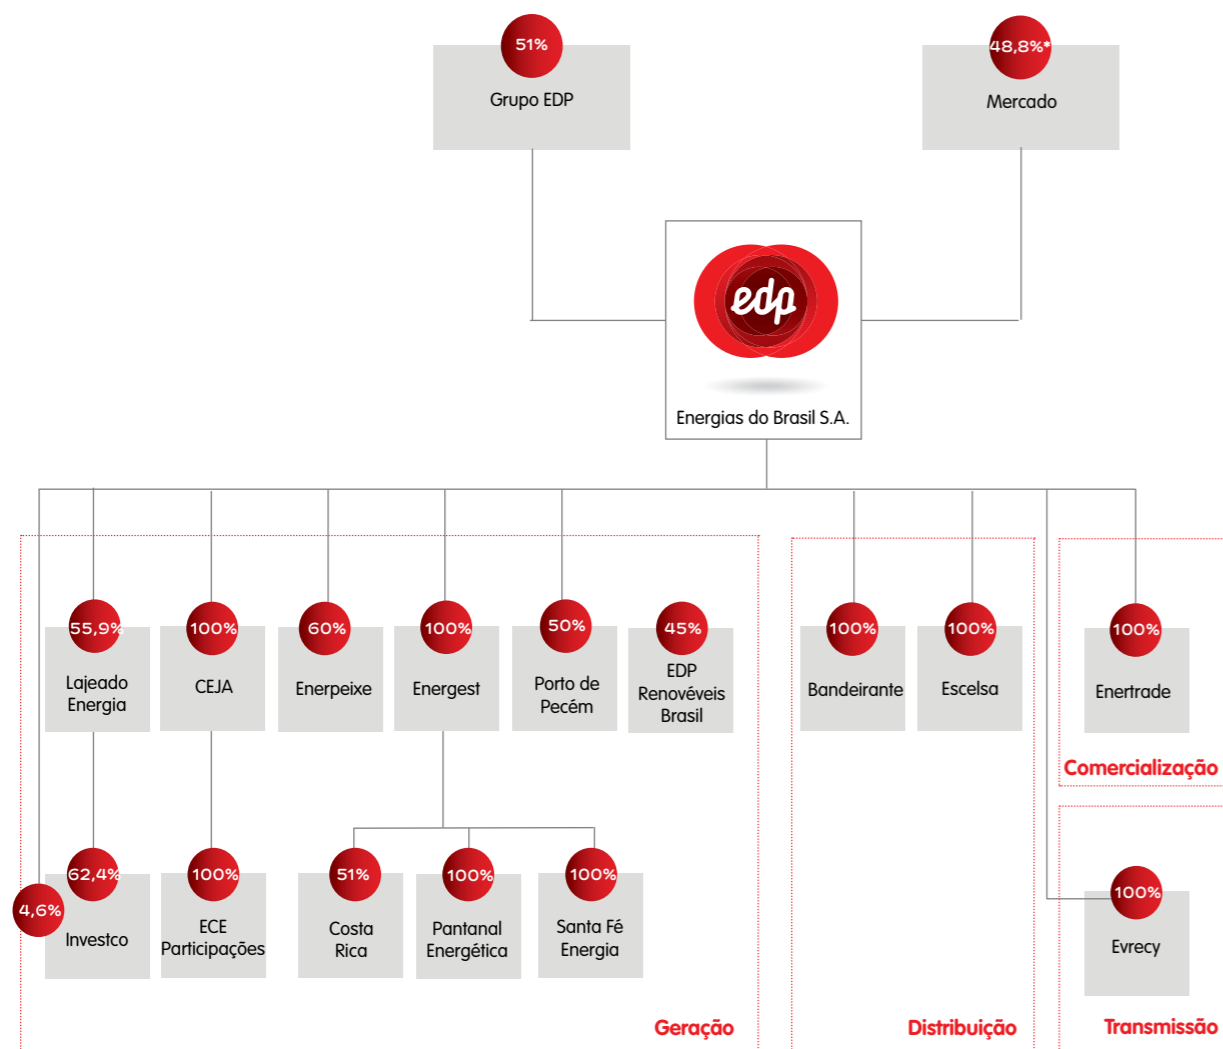 51%
Grupo EDP
48,8%*
Mercado
edp
Energias do Brasil S.A.
55,9%
Lajeado
Energia
100%
CEJA
60%
Enerpeixe
100%
Energest
50%
Porto de
Pecém
45%
EDP
Renovéveis
Brasil
100%
Bandeirante
100%
Escelsa
100%
Enertrade
Comercialização
4,6%
62,4%
Investco
100%
ECE
Participações
51%
Costa
Rica
100%
Pantanal
Energética
100%
Santa Fé
Energia
100%
Evrecy
Geração
Distribuição
Transmissão